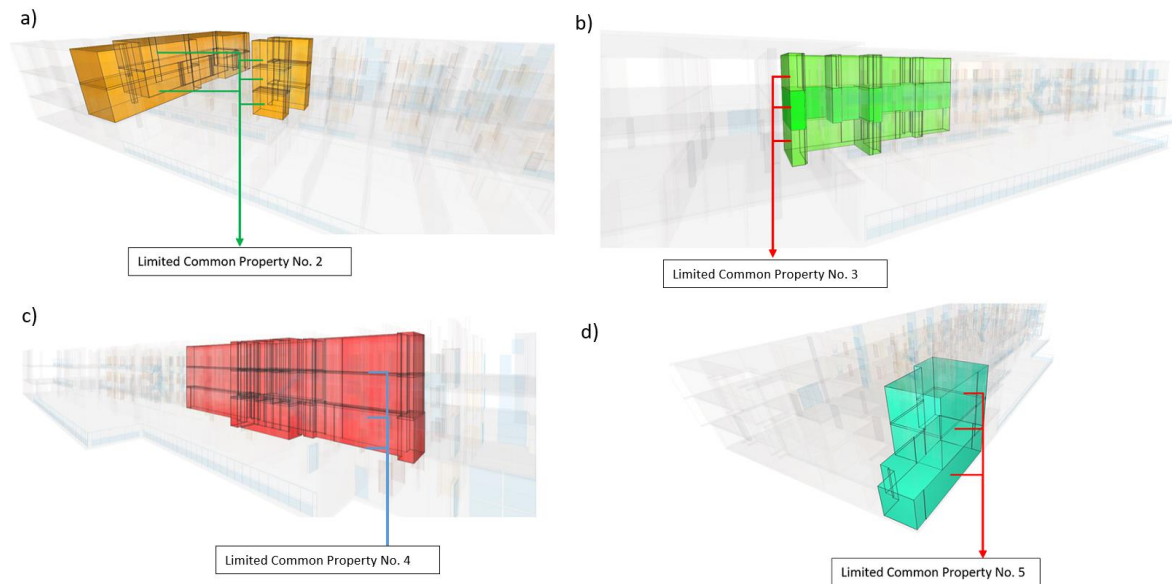 a)
b)
Limited Common Property No. 2
Limited Common Property No. 3
c)
d)
Limited Common Property No. 4
Limited Common Property No. 5